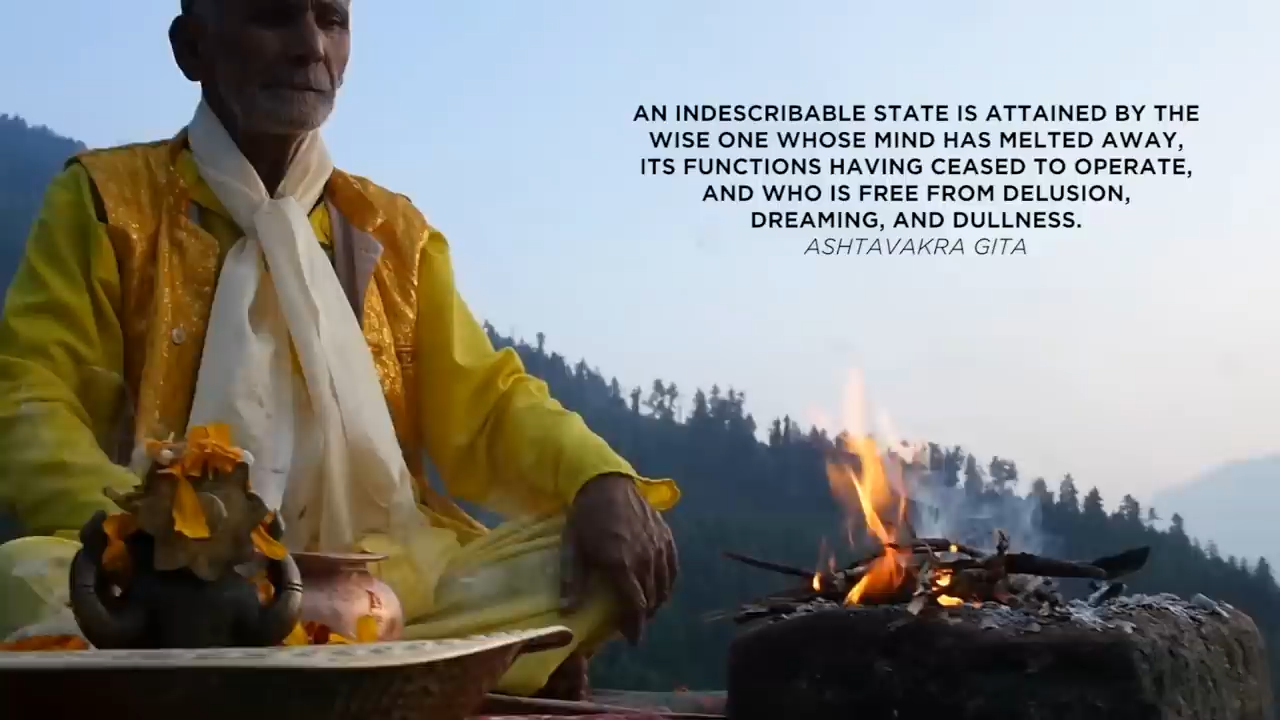 AN INDESCRIBABLE STATE IS ATTAINED BY THE
WISE ONE WHOSE MIND HAS MELTED AWAY,
ITS FUNCTIONS HAVING CEASED TO OPERATE,
AND WHO IS FREE FROM DELUSION,
DREAMING, AND DULLNESS.
ASHTAVAKRA GITA